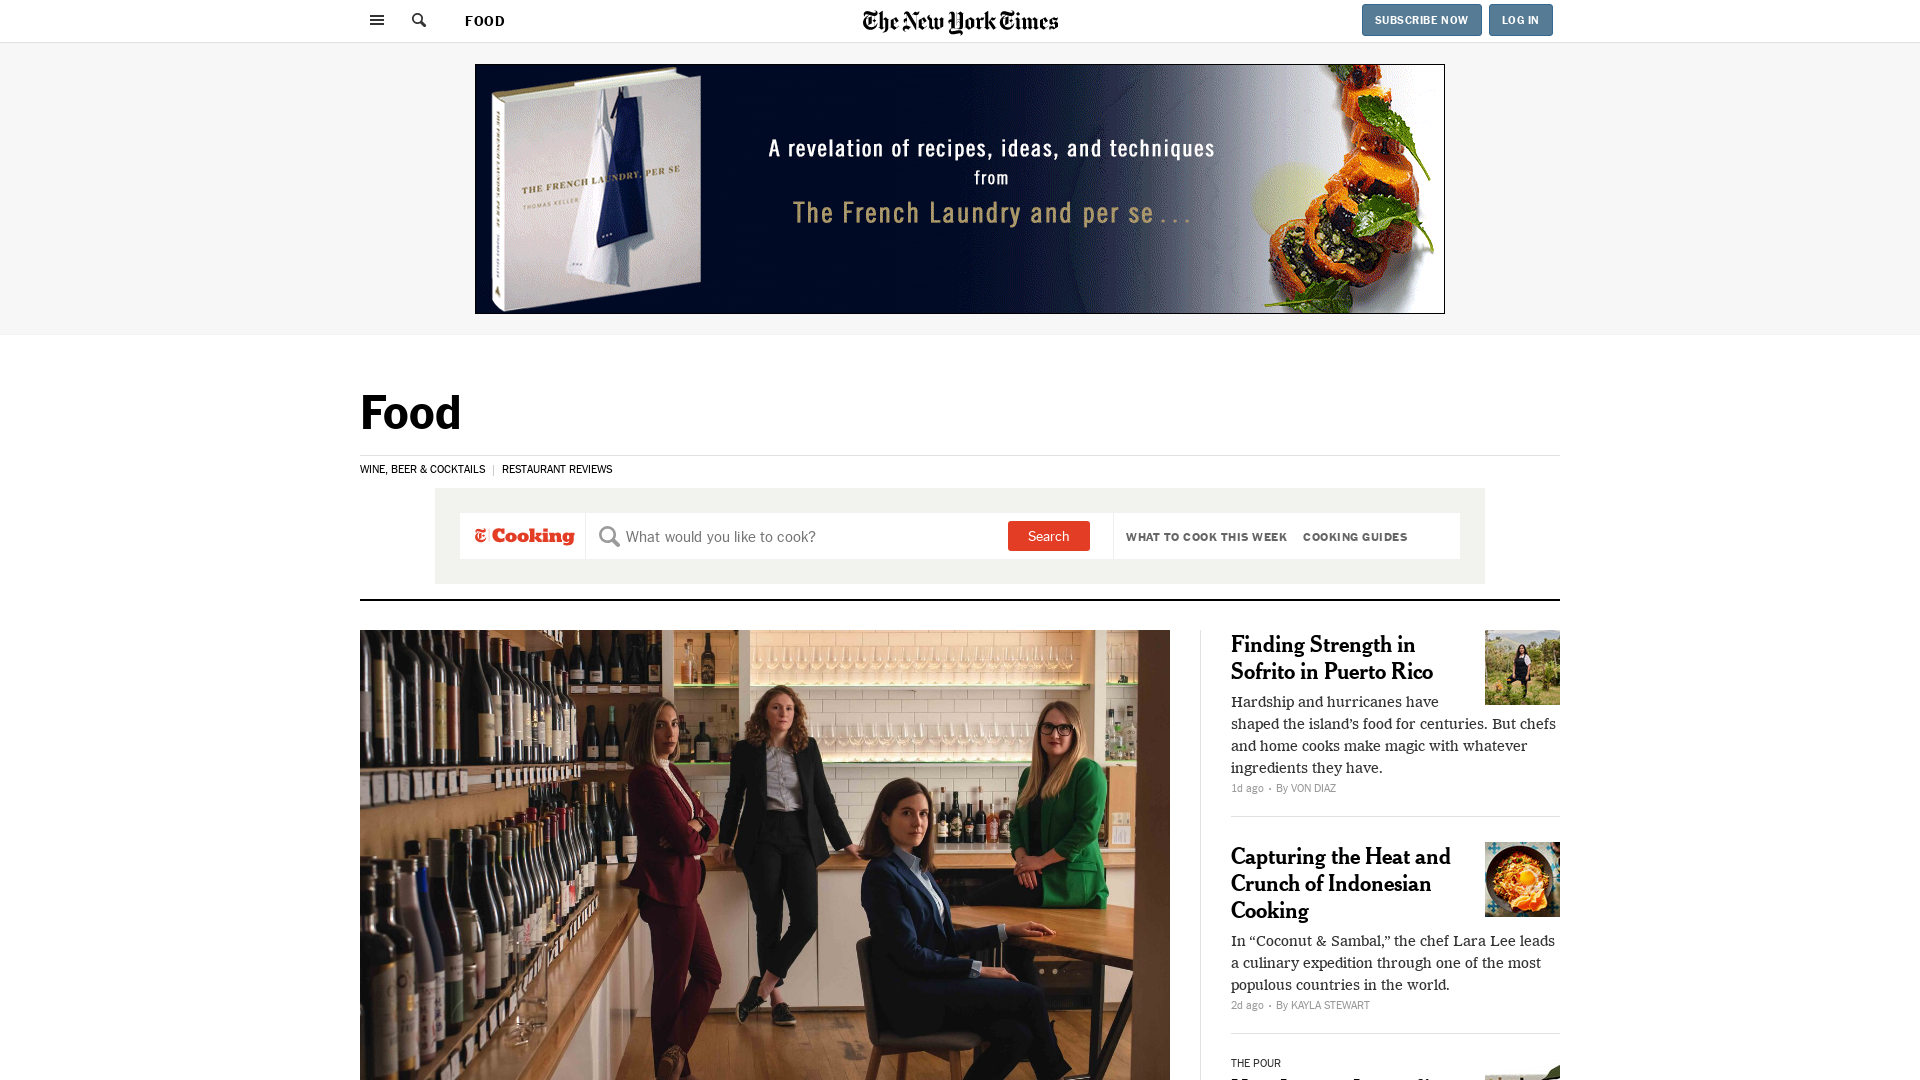 FOOD
The New York Times
SUBSCRIBE NOW
LOG IN
THE FRENCH LAUNDRY, PER SE
THOMAS KELLER
A revelation of recipes, ideas, and techniques
from
The French Laundry and per se . . .
Food
WINE, BEER & COCKTAILS | RESTAURANT REVIEWS
Cooking
What would you like to cook?
Search
WHAT TO COOK THIS WEEK
COOKING GUIDES
Finding Strength in
Sofrito in Puerto Rico
Hardship and hurricanes have
shaped the island’s food for centuries. But chefs
and home cooks make magic with whatever
ingredients they have.
1d ago • By VON DIAZ
Capturing the Heat and
Crunch of Indonesian
Cooking
In “Coconut & Sambal,” the chef Lara Lee leads
a culinary expedition through one of the most
populous countries in the world.
2d ago • By KAYLA STEWART
THE POUR